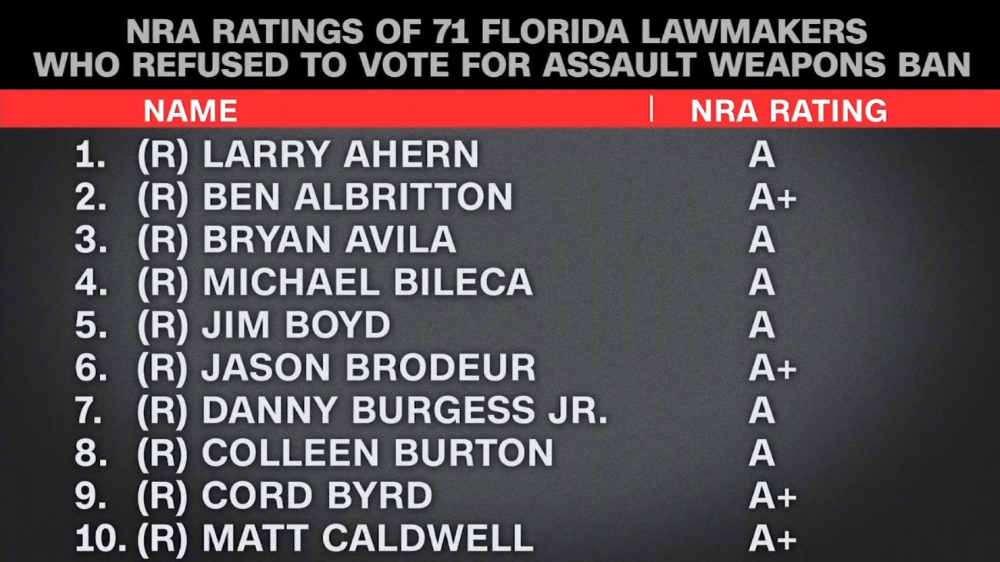 NRA RATINGS OF 71 FLORIDA LAWMAKERS
WHO REFUSED TO VOTE FOR ASSAULT WEAPONS BAN
NAME | NRA RATING
1. (R) LARRY AHERN A
2. (R) BEN ALBRITTON A+
3. (R) BRYAN AVILA A
4. (R) MICHAEL BILECA A
5. (R) JIM BOYD A
6. (R) JASON BRODEUR A+
7. (R) DANNY BURGESS JR. A
8. (R) COLLEEN BURTON A
9. (R) CORD BYRD A+
10. (R) MATT CALDWELL A+